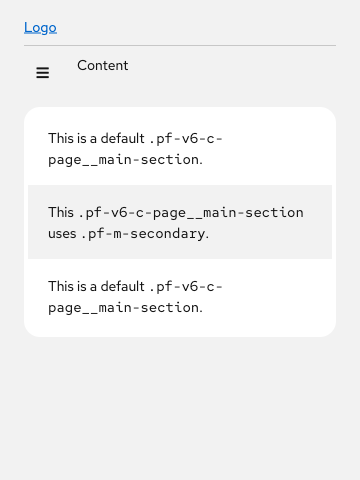 Logo
Content
This is a default .pf-v6-c-
page__main-section.
This .pf-v6-c-page__main-section
uses .pf-m-secondary.
This is a default .pf-v6-c-
page__main-section.